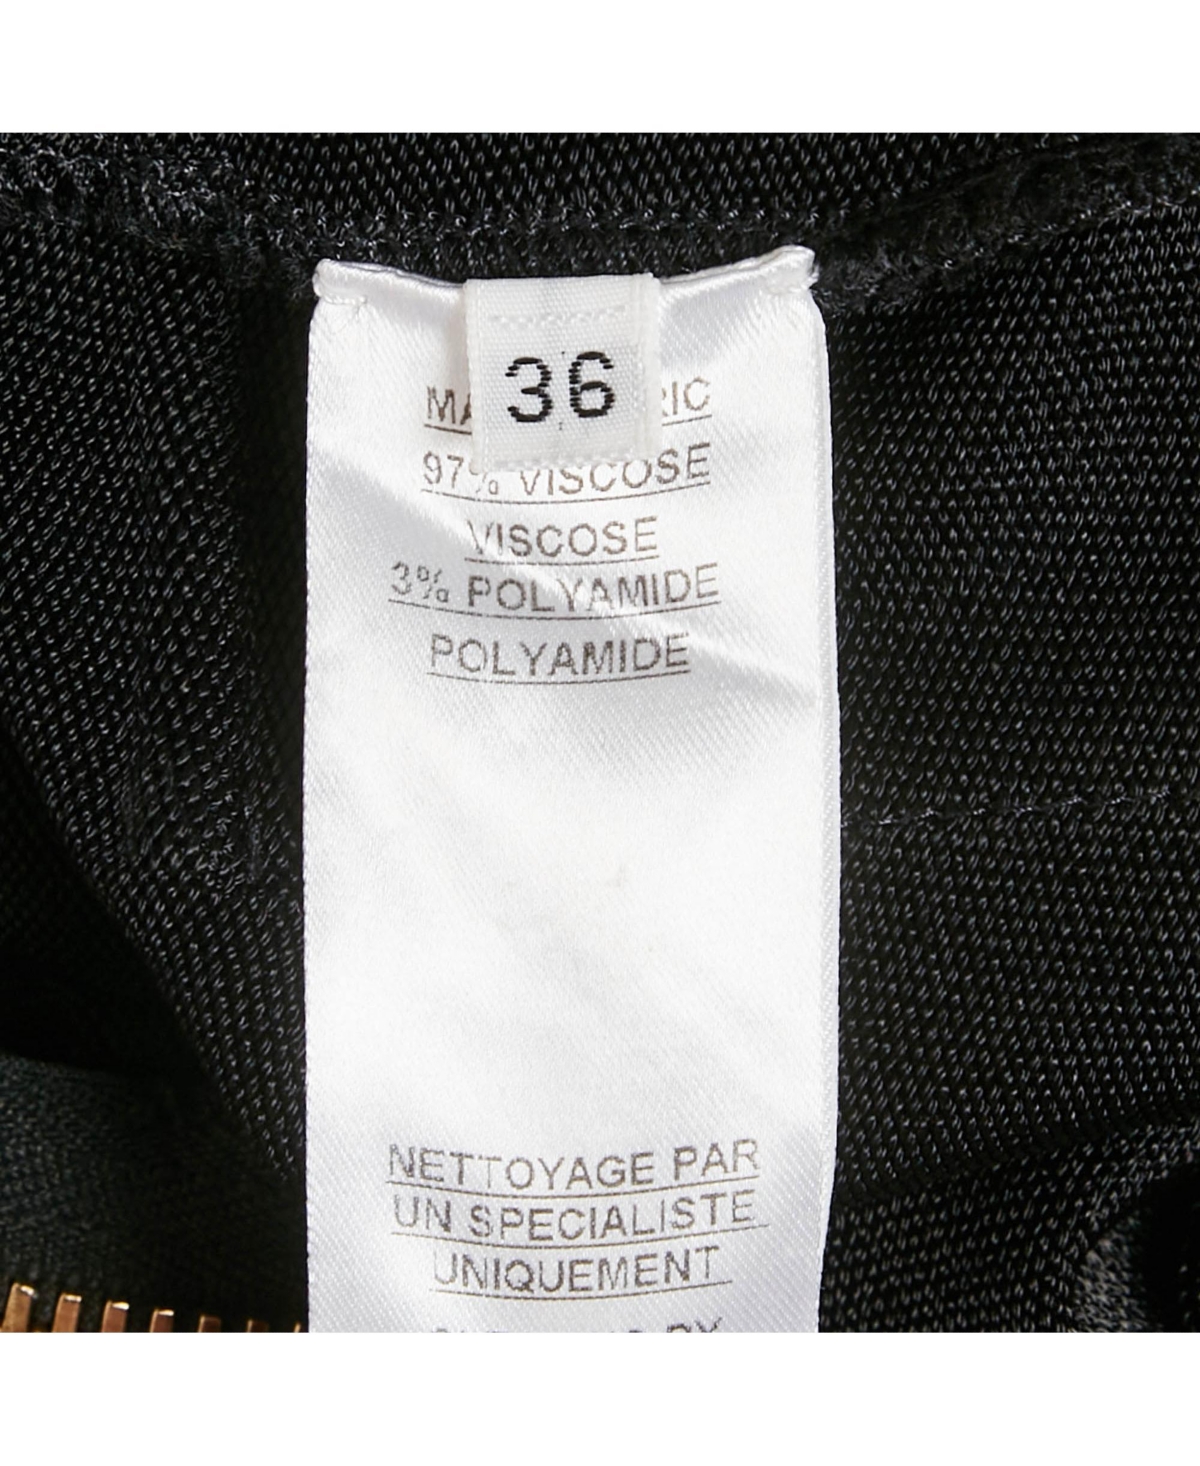 36
97% VISCOSE
VISCOSE
3% POLYAMIDE
POLYAMIDE
NETTOYAGE PAR
UN SPECIALISTE
UNIQUEMENT